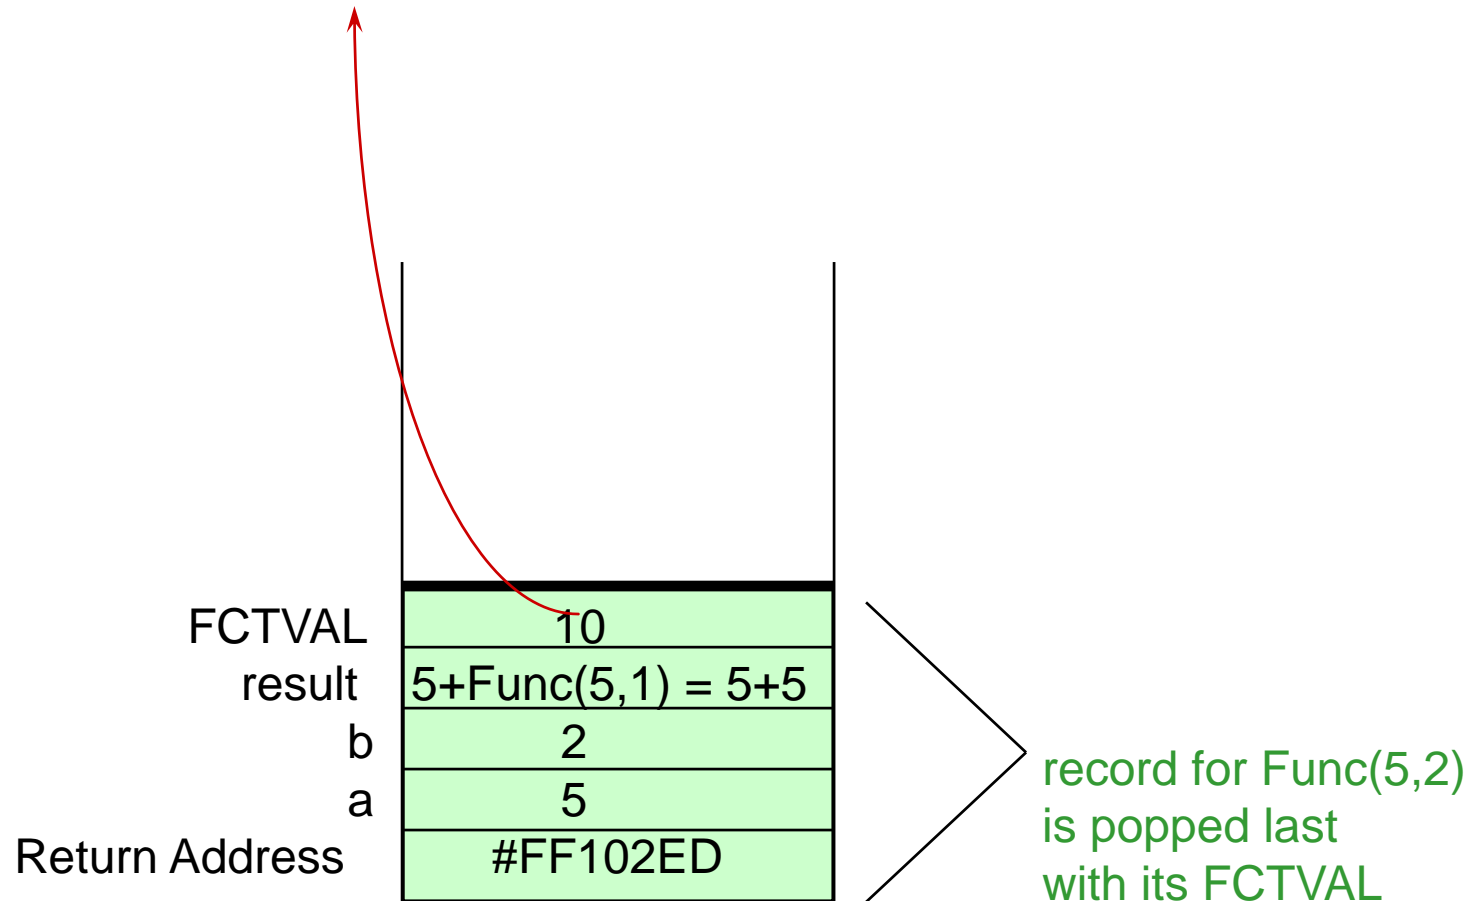 FCTVAL 10
result 5+Func(5,1) = 5+5
b 2
a 5
Return Address #FF102ED
record for Func(5,2)
is popped last
with its FCTVAL